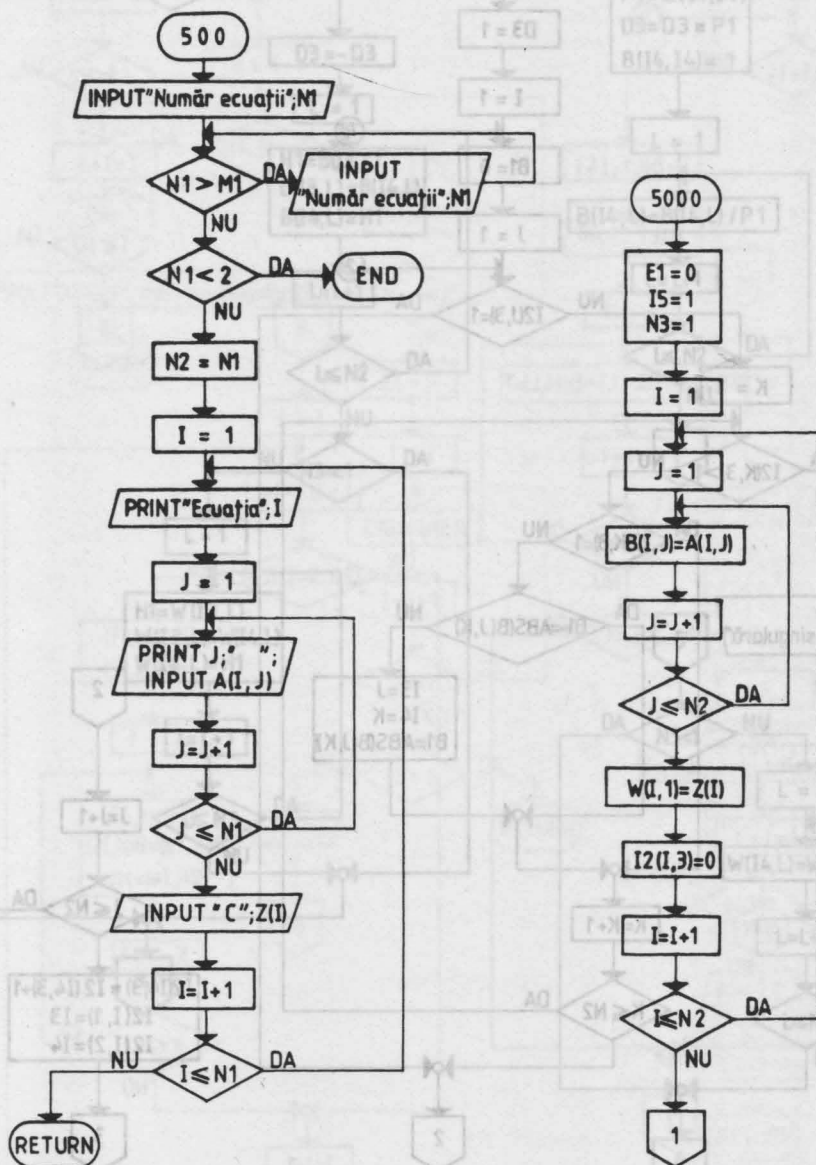 500
INPUT"Număr ecuații";N1
N1 > M1
DA
INPUT
"Număr ecuații";N1
NU
N1 < 2
DA
END
NU
N2 = N1
I = 1
PRINT"Ecuația";I
J = 1
PRINT J;"   ";
INPUT A(I,J)
J=J+1
J ≤ N1
DA
NU
INPUT "C";Z(I)
I=I+1
I ≤ N1
NU
DA
RETURN
5000
E1=0
I5=1
N3=1
I = 1
J = 1
B(I,J)=A(I,J)
J=J+1
J ≤ N2
DA
W(I,1)=Z(I)
I2(I,3)=0
I=I+1
I≤N2
DA
NU
1